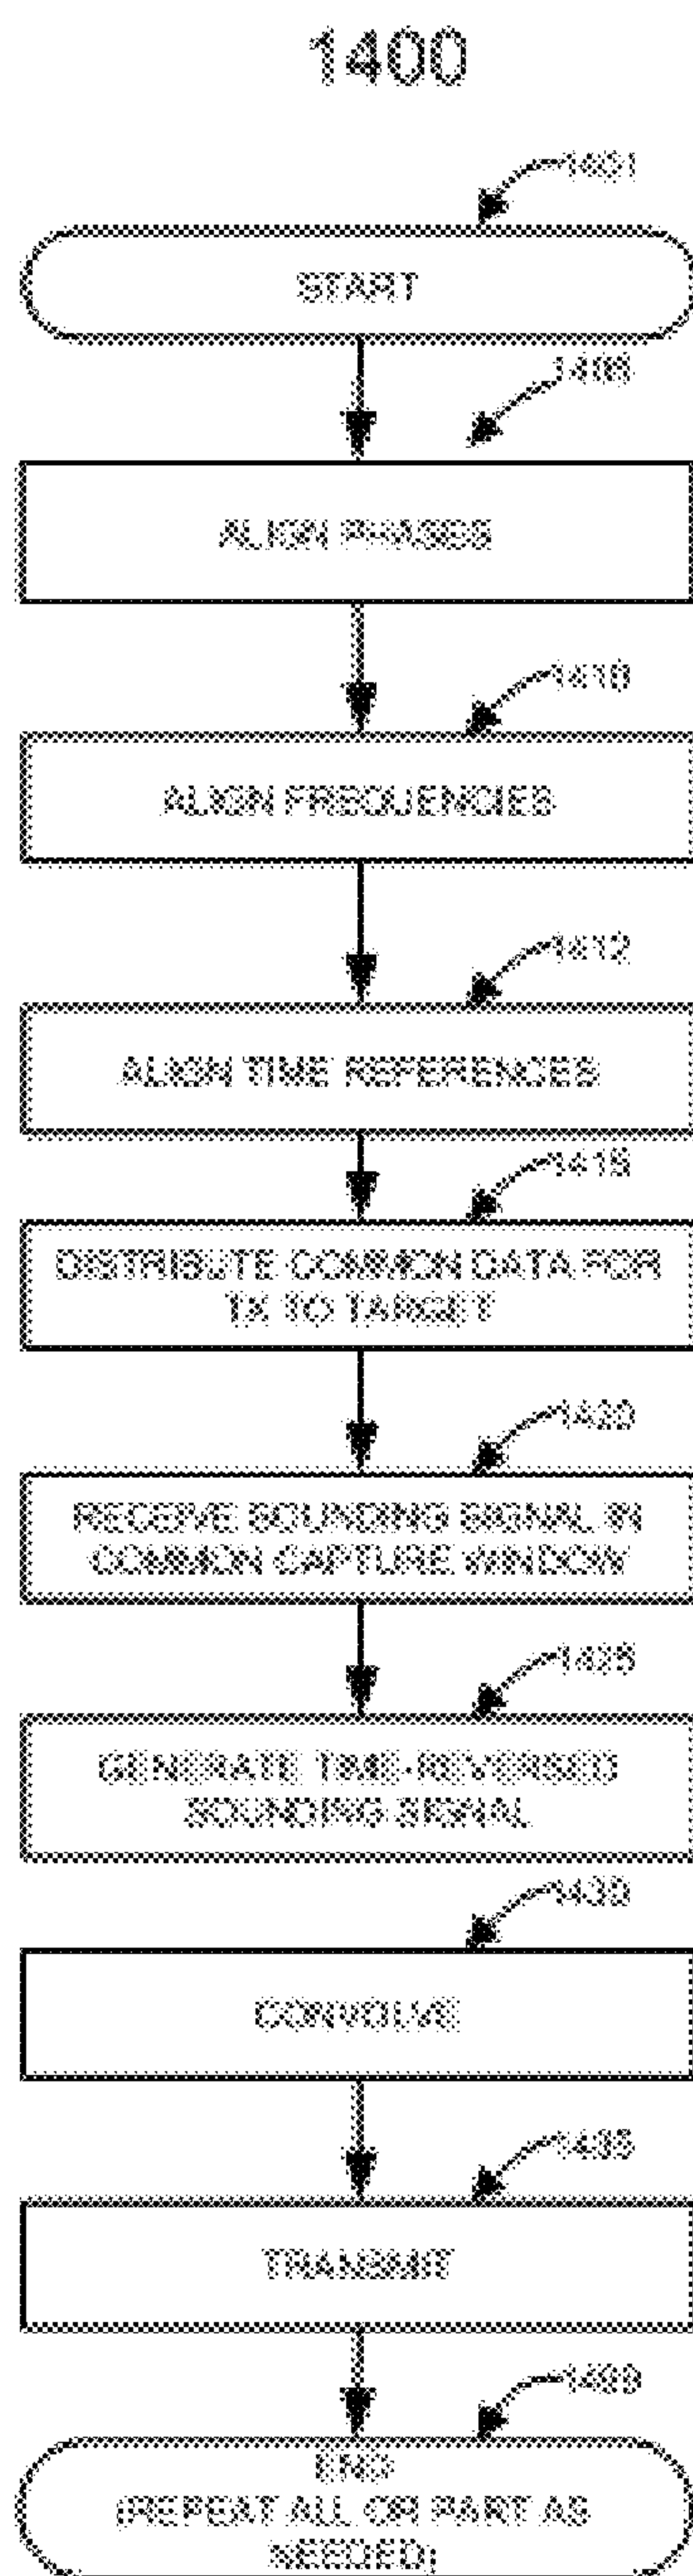 1400
1401
START
ALIGN PHASES
1410
ALIGN FREQUENCIES
1412
ALIGN TIME REFERENCES
1415
DISTRIBUTE COMMON DATA FOR
TX TO TARGET
1420
RECEIVE SOUNDING SIGNAL IN
COMMON CAPTURE WINDOW
1425
GENERATE TIME-REVERSED
SOUNDING SIGNAL
1430
CONVOLVE
1435
TRANSMIT
1499
END
(REPEAT ALL OR PART AS
NEEDED)